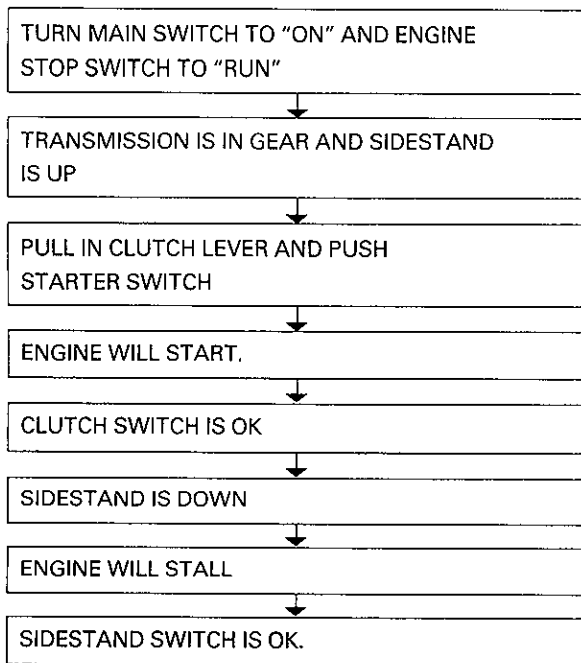 TURN MAIN SWITCH TO “ON” AND ENGINE
STOP SWITCH TO “RUN”
TRANSMISSION IS IN GEAR AND SIDESTAND
IS UP
PULL IN CLUTCH LEVER AND PUSH
STARTER SWITCH
ENGINE WILL START.
CLUTCH SWITCH IS OK
SIDESTAND IS DOWN
ENGINE WILL STALL
SIDESTAND SWITCH IS OK.